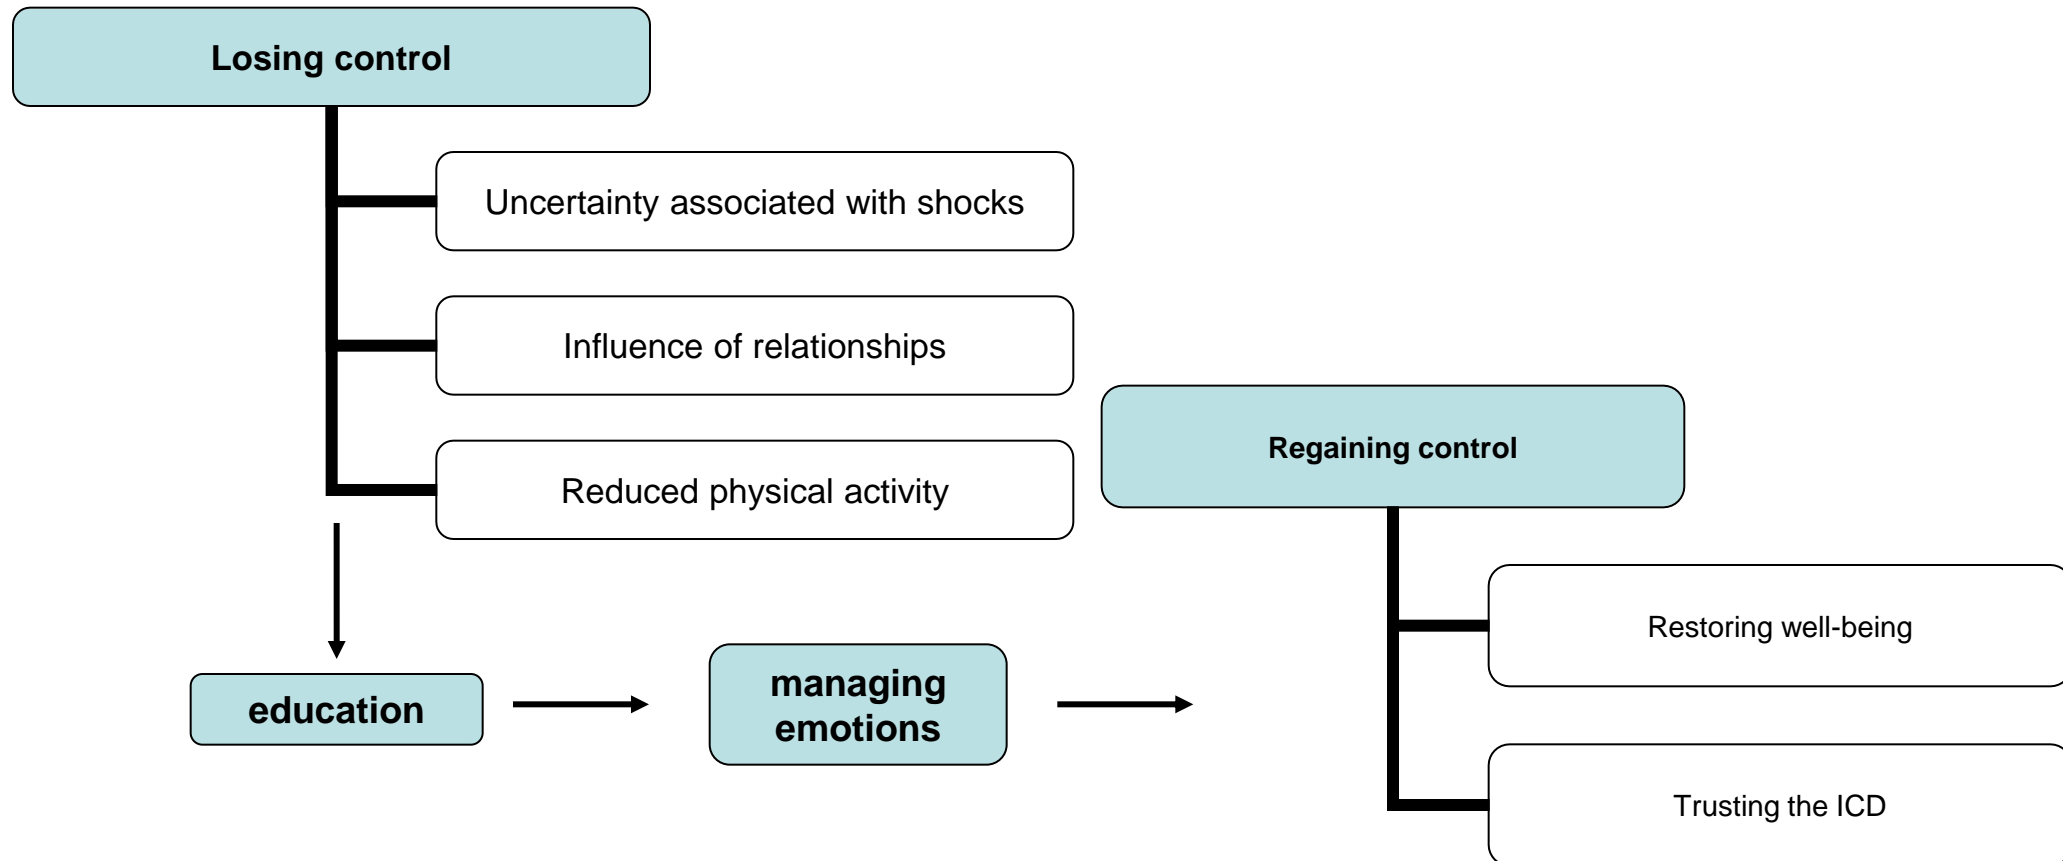 Losing control
Uncertainty associated with shocks
Influence of relationships
Reduced physical activity
education
managing
emotions
Regaining control
Restoring well-being
Trusting the ICD